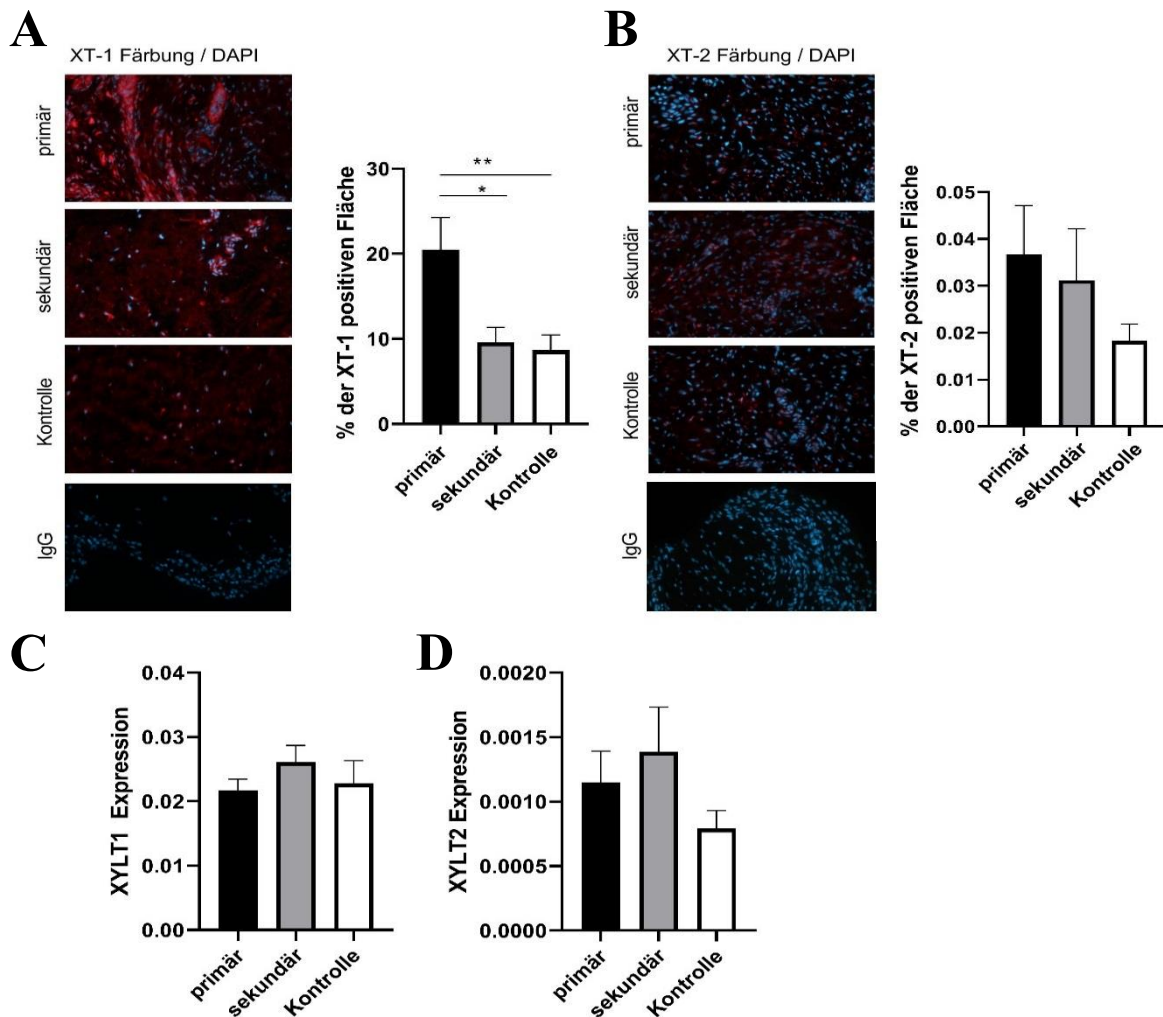 A
XT-1 Färbung / DAPI
primär
sekundär
Kontrolle
IgG
% der XT-1 positiven Fläche
30
20
10
0
**
*
primär
sekundär
Kontrolle
B
XT-2 Färbung / DAPI
primär
sekundär
Kontrolle
IgG
% der XT-2 positiven Fläche
0.05
0.04
0.03
0.02
0.01
0.00
primär
sekundär
Kontrolle
C
XYLT1 Expression
0.04
0.03
0.02
0.01
0.00
primär
sekundär
Kontrolle
D
XYLT2 Expression
0.0020
0.0015
0.0010
0.0005
0.0000
primär
sekundär
Kontrolle